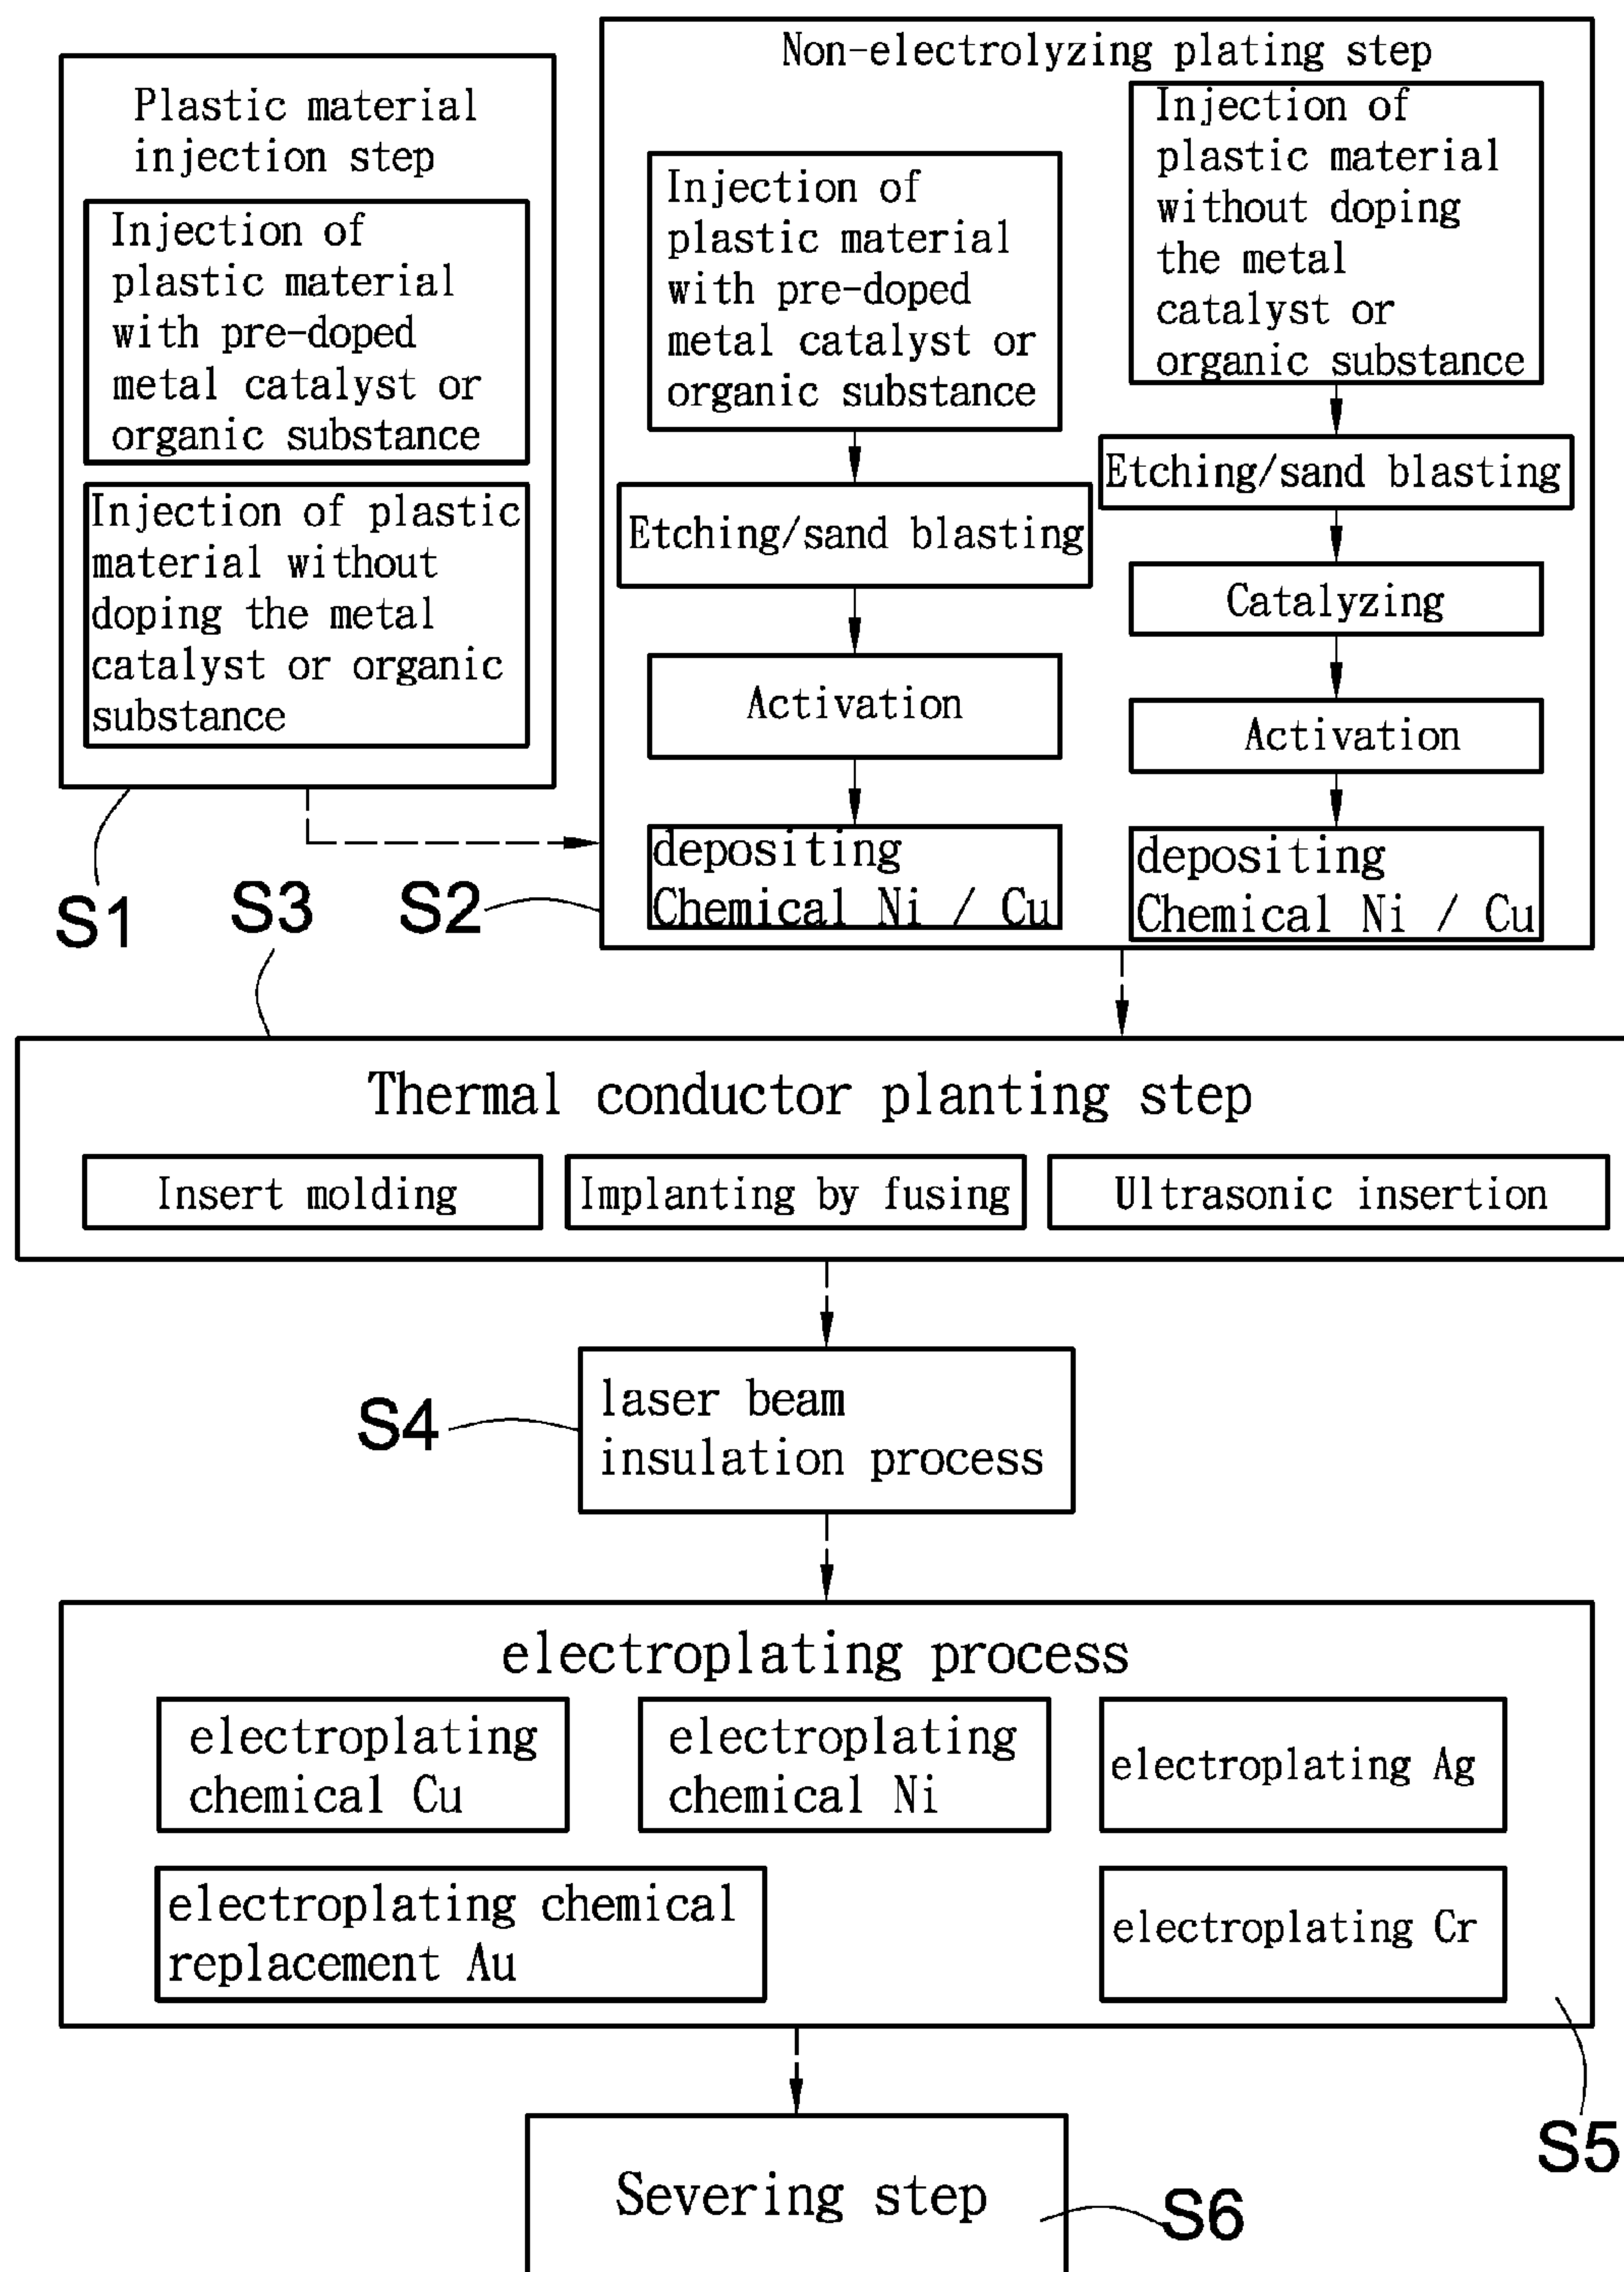 Plastic material
injection step
Injection of
plastic material
with pre-doped
metal catalyst or
organic substance
Injection of plastic
material without
doping the metal
catalyst or organic
substance
S1
Non-electrolyzing plating step
Injection of
plastic material
with pre-doped
metal catalyst or
organic substance
Etching/sand blasting
Activation
depositing
Chemical Ni / Cu
Injection of
plastic material
without doping
the metal
catalyst or
organic substance
Etching/sand blasting
Catalyzing
Activation
depositing
Chemical Ni / Cu
S2
S3
Thermal conductor planting step
Insert molding
Implanting by fusing
Ultrasonic insertion
S4
laser beam
insulation process
electroplating process
electroplating
chemical Cu
electroplating
chemical Ni
electroplating Ag
electroplating chemical
replacement Au
electroplating Cr
S5
Severing step
S6